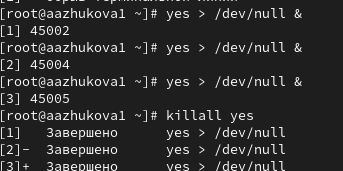 [root@aazhukova1 ~]# yes > /dev/null &
[1] 45002
[root@aazhukova1 ~]# yes > /dev/null &
[2] 45004
[root@aazhukova1 ~]# yes > /dev/null &
[3] 45005
[root@aazhukova1 ~]# killall yes
[1]   Завершено      yes > /dev/null
[2]-  Завершено      yes > /dev/null
[3]+  Завершено      yes > /dev/null